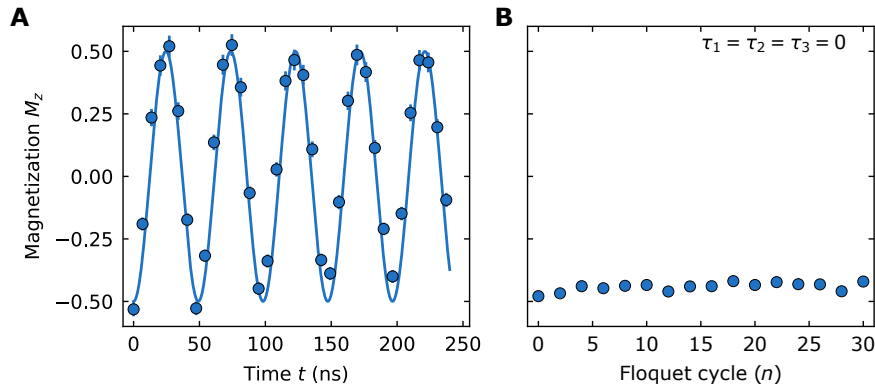 A
B
0.50
0.25
0.00
−0.25
−0.50
Magnetization M_z
0 50 100 150 200 250
Time t (ns)
τ₁ = τ₂ = τ₃ = 0
0 5 10 15 20 25 30
Floquet cycle (n)